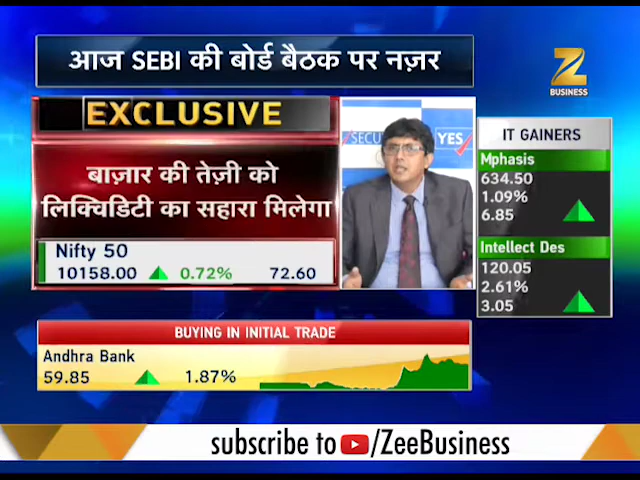 आज SEBI की बोर्ड बैठक पर नज़र
Z
BUSINESS
EXCLUSIVE
बाज़ार की तेज़ी को
लिक्विडिटी का सहारा मिलेगा
Nifty 50
10158.00 0.72% 72.60
SECU
YES
IT GAINERS
Mphasis
634.50
1.09%
6.85
Intellect Des
120.05
2.61%
3.05
BUYING IN INITIAL TRADE
Andhra Bank
59.85 1.87%
subscribe to /ZeeBusiness